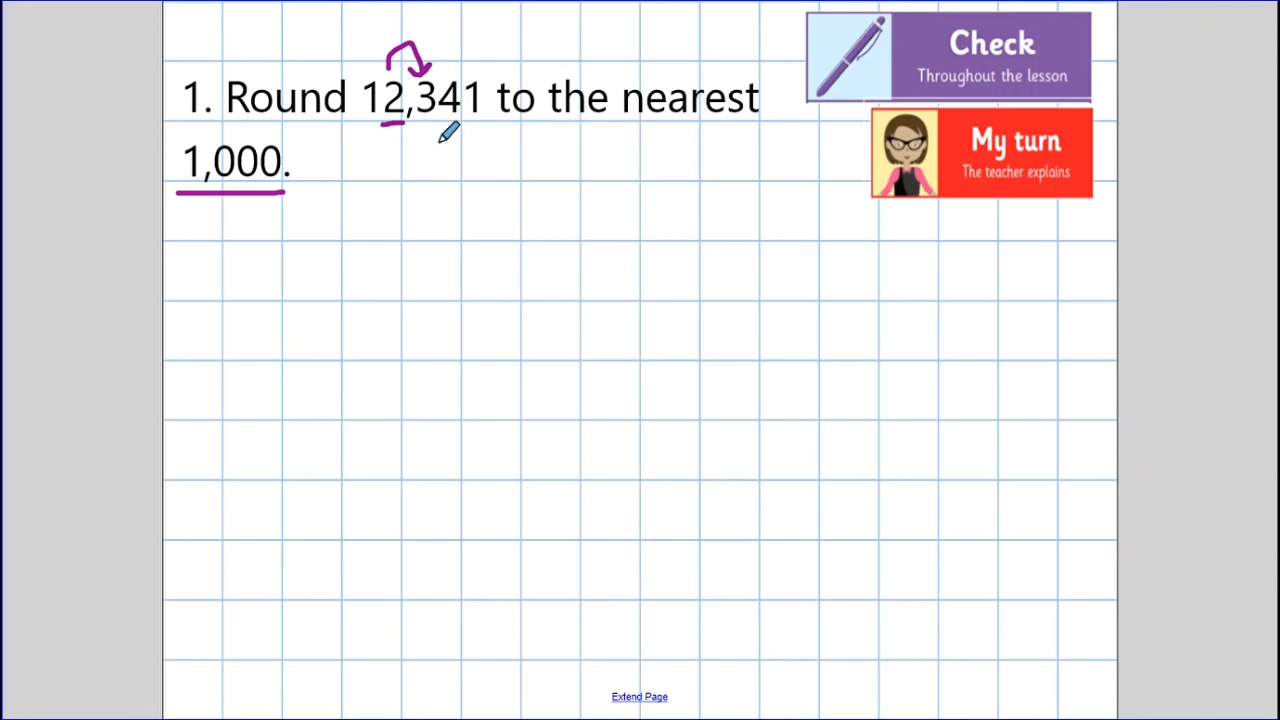 1. Round 12,341 to the nearest
1,000.
Check
Throughout the lesson
My turn
The teacher explains
Extend Page